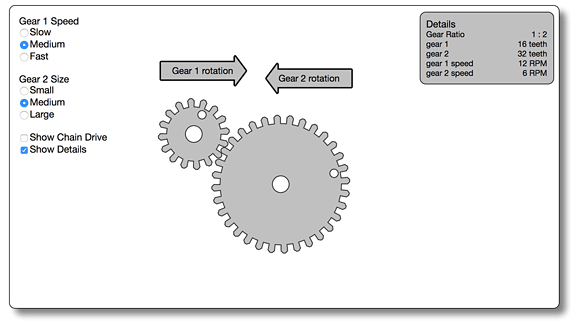 Gear 1 Speed
Slow
Medium
Fast
Gear 2 Size
Small
Medium
Large
Show Chain Drive
Show Details
Gear 1 rotation
Gear 2 rotation
Details
Gear Ratio 1 : 2
gear 1 16 teeth
gear 2 32 teeth
gear 1 speed 12 RPM
gear 2 speed 6 RPM